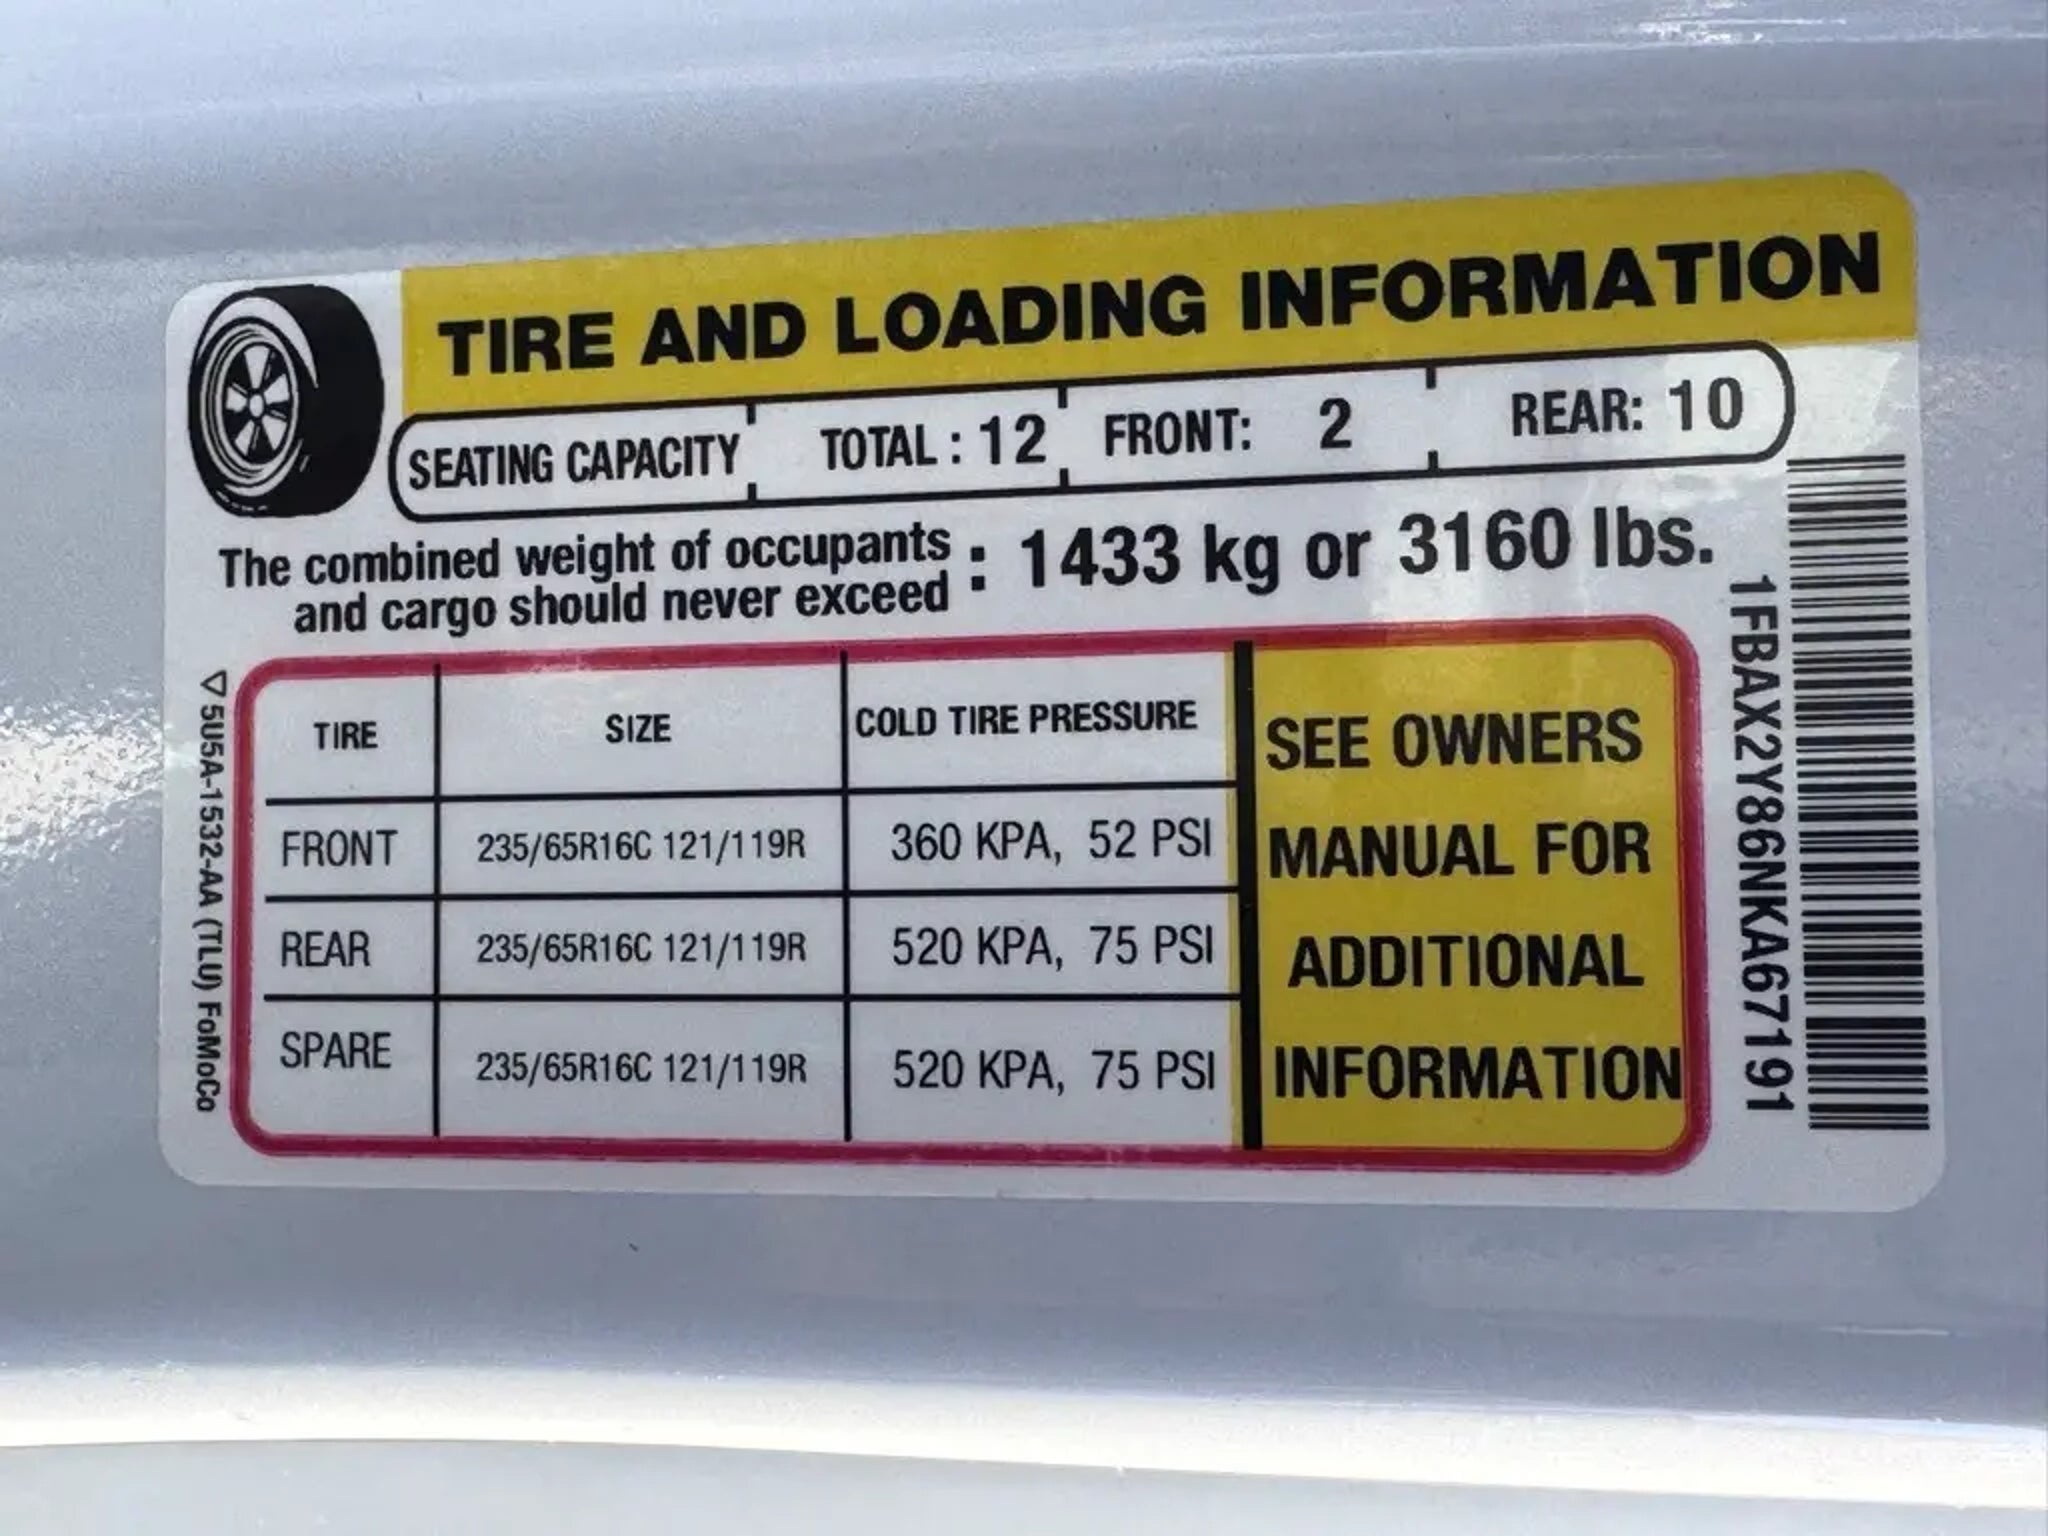 TIRE AND LOADING INFORMATION
SEATING CAPACITY TOTAL : 12 FRONT: 2 REAR: 10
The combined weight of occupants
and cargo should never exceed : 1433 kg or 3160 lbs.
TIRE SIZE COLD TIRE PRESSURE
FRONT 235/65R16C 121/119R 360 KPA, 52 PSI
REAR 235/65R16C 121/119R 520 KPA, 75 PSI
SPARE 235/65R16C 121/119R 520 KPA, 75 PSI
SEE OWNERS
MANUAL FOR
ADDITIONAL
INFORMATION
5U5A-1532-AA (TLU) FoMoCo
1FBAX2Y86NKA67191